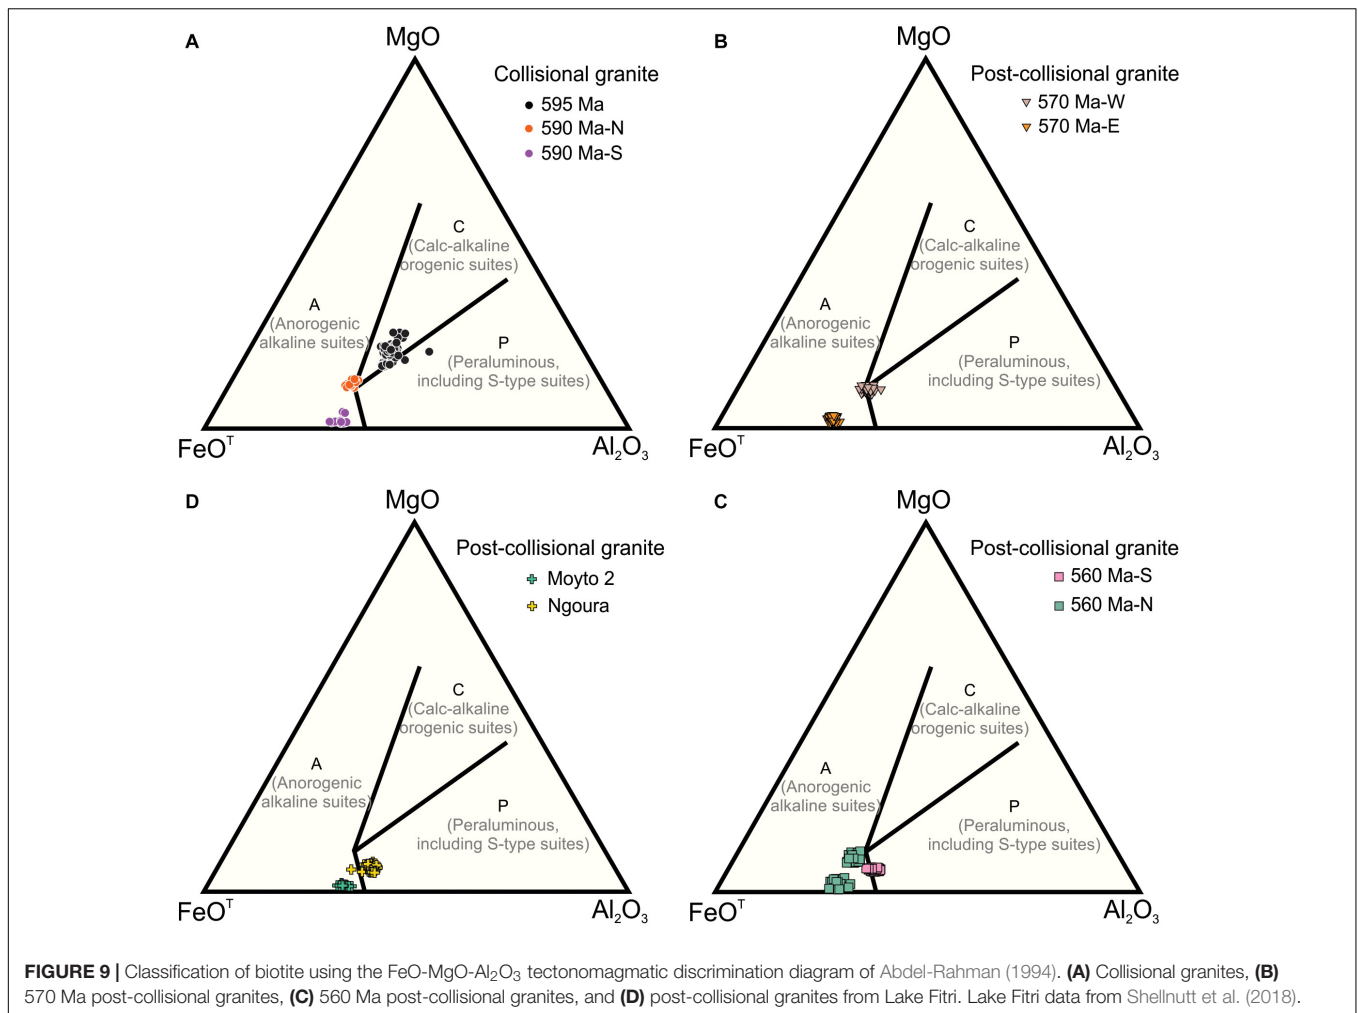 A
MgO
Collisional granite
595 Ma
590 Ma-N
590 Ma-S
C
(Calc-alkaline
orogenic suites)
A
(Anorogenic
alkaline suites)
P
(Peraluminous,
including S-type suites)
FeOᵀ
Al₂O₃
B
MgO
Post-collisional granite
570 Ma-W
570 Ma-E
C
(Calc-alkaline
orogenic suites)
A
(Anorogenic
alkaline suites)
P
(Peraluminous,
including S-type suites)
FeOᵀ
Al₂O₃
D
MgO
Post-collisional granite
Moyto 2
Ngoura
C
(Calc-alkaline
orogenic suites)
A
(Anorogenic
alkaline suites)
P
(Peraluminous,
including S-type suites)
FeOᵀ
Al₂O₃
C
MgO
Post-collisional granite
560 Ma-S
560 Ma-N
C
(Calc-alkaline
orogenic suites)
A
(Anorogenic
alkaline suites)
P
(Peraluminous,
including S-type suites)
FeOᵀ
Al₂O₃
FIGURE 9 | Classification of biotite using the FeO-MgO-Al₂O₃ tectonomagmatic discrimination diagram of Abdel-Rahman (1994). (A) Collisional granites, (B)
570 Ma post-collisional granites, (C) 560 Ma post-collisional granites, and (D) post-collisional granites from Lake Fitri. Lake Fitri data from Shellnutt et al. (2018).